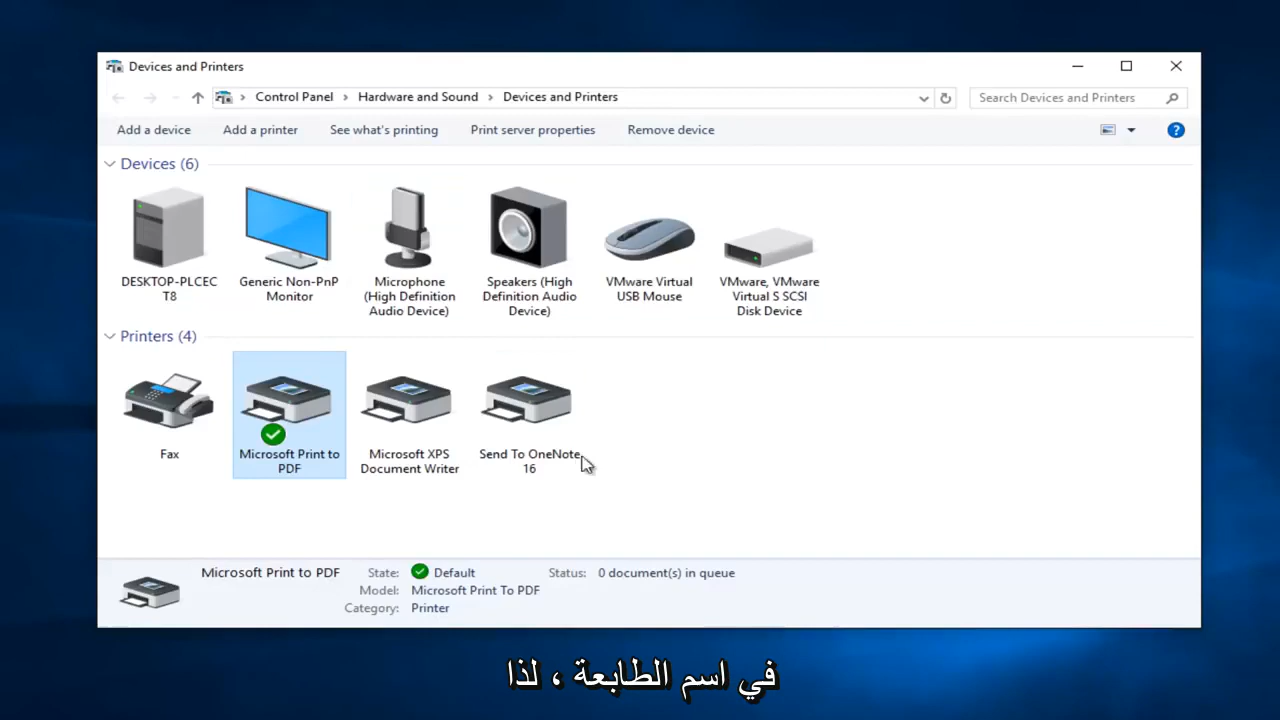 Devices and Printers
Control Panel > Hardware and Sound > Devices and Printers
Search Devices and Printers
Add a device
Add a printer
See what's printing
Print server properties
Remove device
Devices (6)
DESKTOP-PLCEC
T8
Generic Non-PnP
Monitor
Microphone
(High Definition
Audio Device)
Speakers (High
Definition Audio
Device)
VMware Virtual
USB Mouse
VMware, VMware
Virtual S SCSI
Disk Device
Printers (4)
Fax
Microsoft Print to
PDF
Microsoft XPS
Document Writer
Send To OneNote
16
Microsoft Print to PDF
State: Default
Status: 0 document(s) in queue
Model: Microsoft Print To PDF
Category: Printer
في اسم الطابعة ، لذا